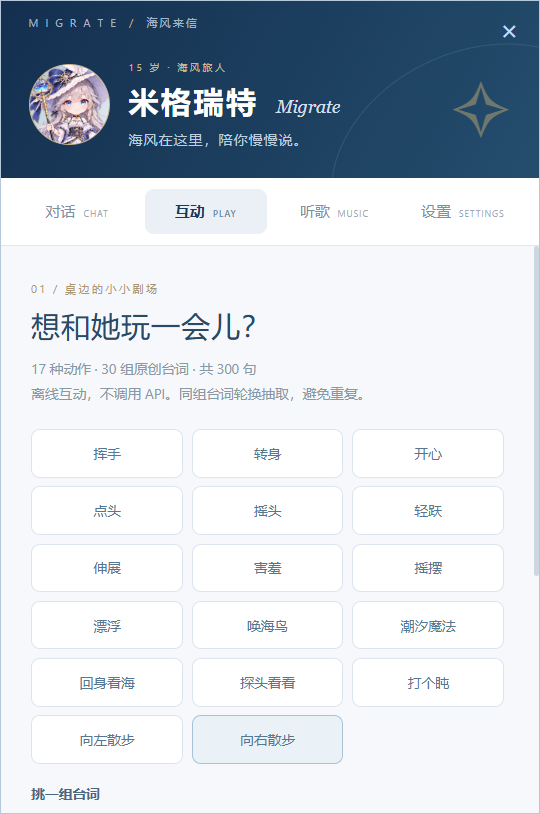 MIGRATE / 海风来信
15 岁 · 海风旅人
米格瑞特 Migrate
海风在这里，陪你慢慢说。
对话 CHAT 互动 PLAY 听歌 MUSIC 设置 SETTINGS
01 / 桌边的小小剧场
想和她玩一会儿？
17 种动作 · 30 组原创台词 · 共 300 句
离线互动，不调用 API。同组台词轮换抽取，避免重复。
挥手 转身 开心
点头 摇头 轻跃
伸展 害羞 摇摆
漂浮 唤海鸟 潮汐魔法
回身看海 探头看看 打个盹
向左散步 向右散步
挑一组台词